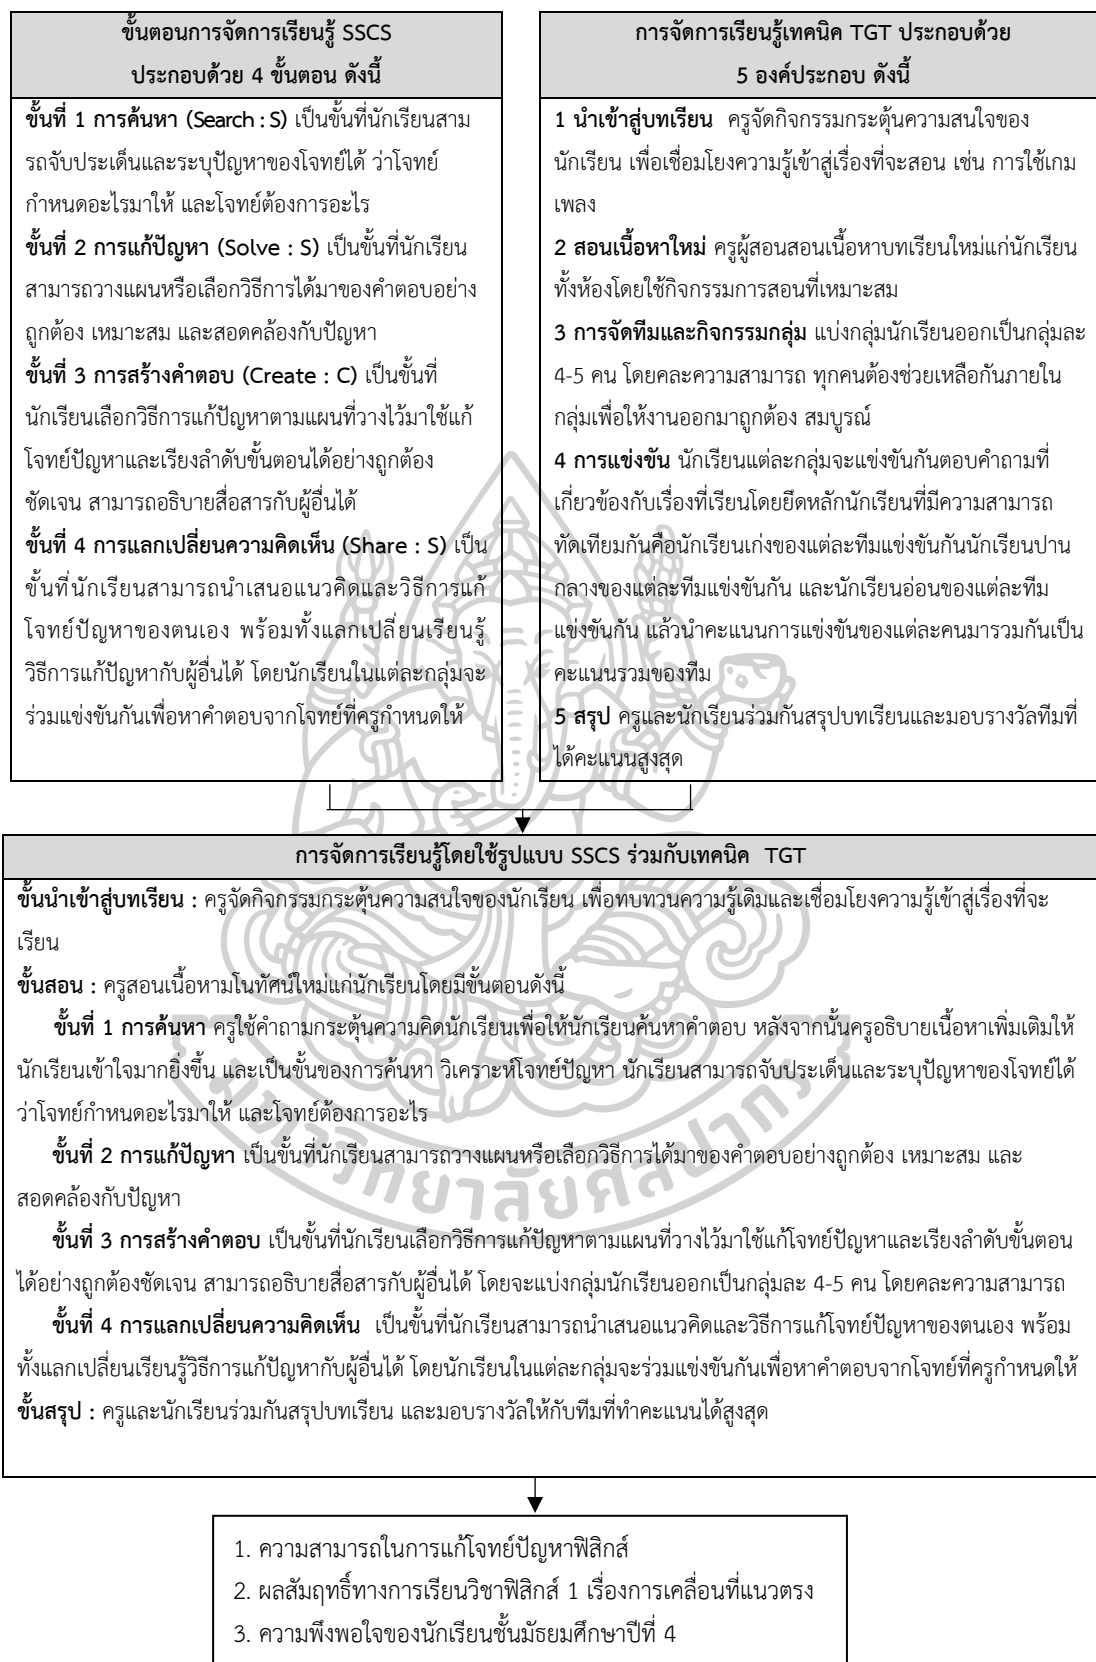 ขั้นตอนการจัดการเรียนรู้ SSCS
ประกอบด้วย 4 ขั้นตอน ดังนี้
ขั้นที่ 1 การค้นหา (Search : S) เป็นขั้นที่นักเรียนสาม
รถจับประเด็นและระบุปัญหาของโจทย์ได้ ว่าโจทย์
กำหนดอะไรมาให้ และโจทย์ต้องการอะไร
ขั้นที่ 2 การแก้ปัญหา (Solve : S) เป็นขั้นที่นักเรียน
สามารถวางแผนหรือเลือกวิธีการได้มาของคำตอบอย่าง
ถูกต้อง เหมาะสม และสอดคล้องกับปัญหา
ขั้นที่ 3 การสร้างคำตอบ (Create : C) เป็นขั้นที่
นักเรียนเลือกวิธีการแก้ปัญหาตามแผนที่วางไว้มาใช้แก้
โจทย์ปัญหาและเรียงลำดับขั้นตอนได้อย่างถูกต้อง
ชัดเจน สามารถอธิบายสื่อสารกับผู้อื่นได้
ขั้นที่ 4 การแลกเปลี่ยนความคิดเห็น (Share : S) เป็น
ขั้นที่นักเรียนสามารถนำเสนอแนวคิดและวิธีการแก้
โจทย์ปัญหาของตนเอง พร้อมทั้งแลกเปลี่ยนเรียนรู้
วิธีการแก้ปัญหากับผู้อื่นได้ โดยนักเรียนในแต่ละกลุ่มจะ
ร่วมแข่งขันกันเพื่อหาคำตอบจากโจทย์ที่ครูกำหนดให้
การจัดการเรียนรู้เทคนิค TGT ประกอบด้วย
5 องค์ประกอบ ดังนี้
1 นำเข้าสู่บทเรียน ครูจัดกิจกรรมกระตุ้นความสนใจของ
นักเรียน เพื่อเชื่อมโยงความรู้เข้าสู่เรื่องที่จะสอน เช่น การใช้เกม
เพลง
2 สอนเนื้อหาใหม่ ครูผู้สอนสอนเนื้อหาบทเรียนใหม่แก่นักเรียน
ทั้งห้องโดยใช้กิจกรรมการสอนที่เหมาะสม
3 การจัดทีมและกิจกรรมกลุ่ม แบ่งกลุ่มนักเรียนออกเป็นกลุ่มละ
4-5 คน โดยคละความสามารถ ทุกคนต้องช่วยเหลือกันภายใน
กลุ่มเพื่อให้งานออกมาถูกต้อง สมบูรณ์
4 การแข่งขัน นักเรียนแต่ละกลุ่มจะแข่งขันกันตอบคำถามที่
เกี่ยวข้องกับเรื่องที่เรียนโดยยึดหลักนักเรียนที่มีความสามารถ
ทัดเทียมกันคือนักเรียนเก่งของแต่ละทีมแข่งขันกันนักเรียนปาน
กลางของแต่ละทีมแข่งขันกัน และนักเรียนอ่อนของแต่ละทีม
แข่งขันกัน แล้วนำคะแนนการแข่งขันของแต่ละคนมารวมกันเป็น
คะแนนรวมของทีม
5 สรุป ครูและนักเรียนร่วมกันสรุปบทเรียนและมอบรางวัลทีมที่
ได้คะแนนสูงสุด
การจัดการเรียนรู้โดยใช้รูปแบบ SSCS ร่วมกับเทคนิค TGT
ขั้นนำเข้าสู่บทเรียน : ครูจัดกิจกรรมกระตุ้นความสนใจของนักเรียน เพื่อทบทวนความรู้เดิมและเชื่อมโยงความรู้เข้าสู่เรื่องที่จะ
เรียน
ขั้นสอน : ครูสอนเนื้อหามโนทัศน์ใหม่แก่นักเรียนโดยมีขั้นตอนดังนี้
ขั้นที่ 1 การค้นหา ครูใช้คำถามกระตุ้นความคิดนักเรียนเพื่อให้นักเรียนค้นหาคำตอบ หลังจากนั้นครูอธิบายเนื้อหาเพิ่มเติมให้
นักเรียนเข้าใจมากยิ่งขึ้น และเป็นขั้นของการค้นหา วิเคราะห์โจทย์ปัญหา นักเรียนสามารถจับประเด็นและระบุปัญหาของโจทย์ได้
ว่าโจทย์กำหนดอะไรมาให้ และโจทย์ต้องการอะไร
ขั้นที่ 2 การแก้ปัญหา เป็นขั้นที่นักเรียนสามารถวางแผนหรือเลือกวิธีการได้มาของคำตอบอย่างถูกต้อง เหมาะสม และ
สอดคล้องกับปัญหา
ขั้นที่ 3 การสร้างคำตอบ เป็นขั้นที่นักเรียนเลือกวิธีการแก้ปัญหาตามแผนที่วางไว้มาใช้แก้โจทย์ปัญหาและเรียงลำดับขั้นตอน
ได้อย่างถูกต้องชัดเจน สามารถอธิบายสื่อสารกับผู้อื่นได้ โดยจะแบ่งกลุ่มนักเรียนออกเป็นกลุ่มละ 4-5 คน โดยคละความสามารถ
ขั้นที่ 4 การแลกเปลี่ยนความคิดเห็น เป็นขั้นที่นักเรียนสามารถนำเสนอแนวคิดและวิธีการแก้โจทย์ปัญหาของตนเอง พร้อม
ทั้งแลกเปลี่ยนเรียนรู้วิธีการแก้ปัญหากับผู้อื่นได้ โดยนักเรียนในแต่ละกลุ่มจะร่วมแข่งขันกันเพื่อหาคำตอบจากโจทย์ที่ครูกำหนดให้
ขั้นสรุป : ครูและนักเรียนร่วมกันสรุปบทเรียน และมอบรางวัลให้กับทีมที่ทำคะแนนได้สูงสุด
มหาวิทยาลัยศิลปากร
1. ความสามารถในการแก้โจทย์ปัญหาฟิสิกส์
2. ผลสัมฤทธิ์ทางการเรียนวิชาฟิสิกส์ 1 เรื่องการเคลื่อนที่แนวตรง
3. ความพึงพอใจของนักเรียนชั้นมัธยมศึกษาปีที่ 4